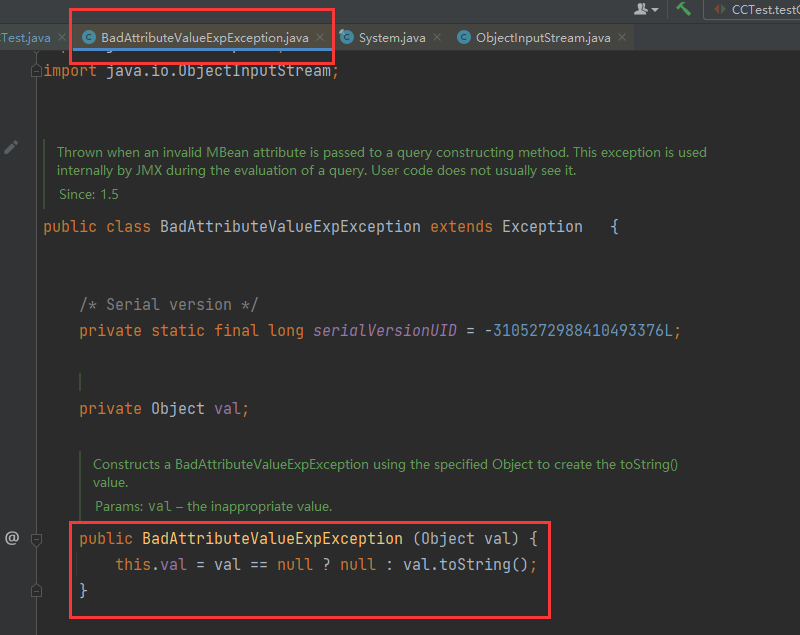 CCTest.test
Test.java
BadAttributeValueExpException.java
System.java
ObjectInputStream.java
import java.io.ObjectInputStream;
Thrown when an invalid MBean attribute is passed to a query constructing method. This exception is used
internally by JMX during the evaluation of a query. User code does not usually see it.
Since: 1.5
public class BadAttributeValueExpException extends Exception {
/* Serial version */
private static final long serialVersionUID = -3105272988410493376L;
private Object val;
Constructs a BadAttributeValueExpException using the specified Object to create the toString()
value.
Params: val – the inappropriate value.
@
public BadAttributeValueExpException (Object val) {
this.val = val == null ? null : val.toString();
}